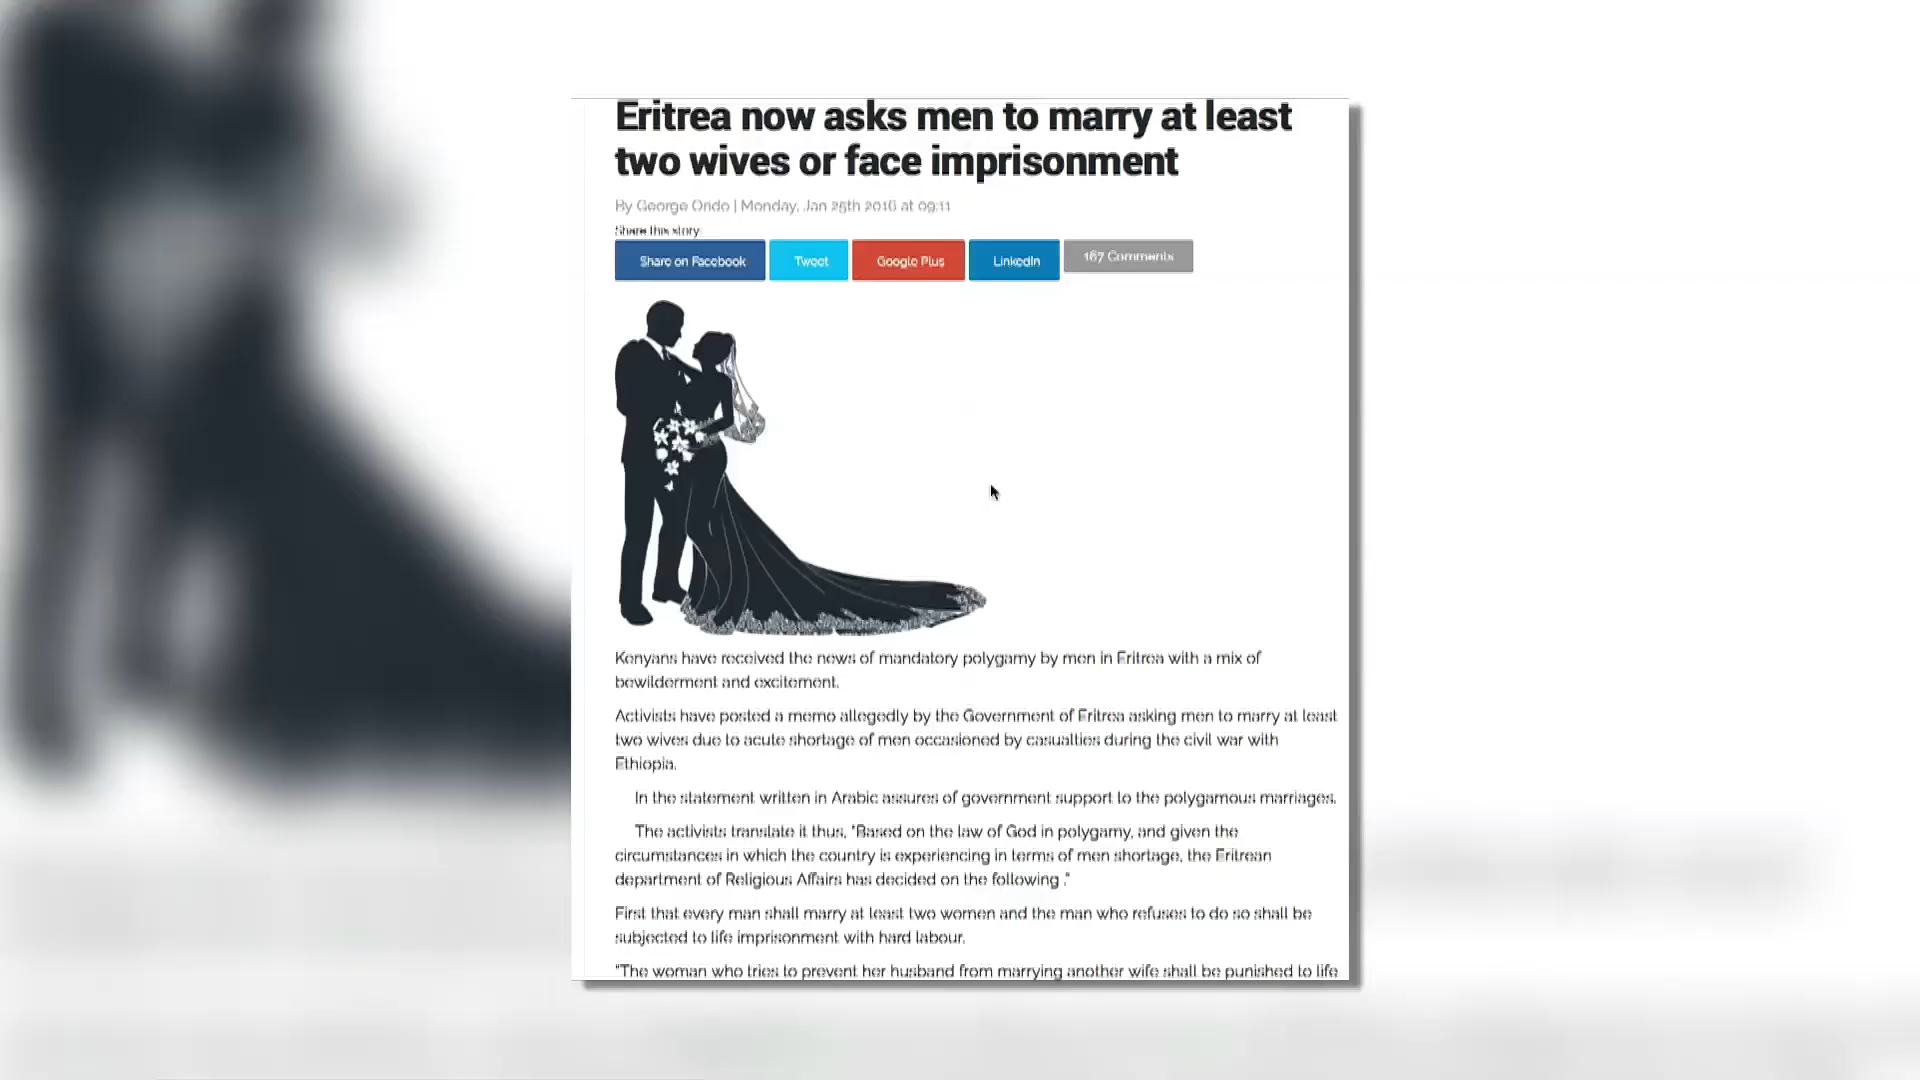 Eritrea now asks men to marry at least
two wives or face imprisonment
By George Orido | Monday, Jan 25th 2016 at 09:11
Share this story:
Share on Facebook
Tweet
Google Plus
LinkedIn
167 Comments
Kenyans have received the news of mandatory polygamy by men in Eritrea with a mix of
bewilderment and excitement.
Activists have posted a memo allegedly by the Government of Eritrea asking men to marry at least
two wives due to acute shortage of men occasioned by casualties during the civil war with
Ethiopia.
In the statement written in Arabic assures of government support to the polygamous marriages.
The activists translate it thus, "Based on the law of God in polygamy, and given the
circumstances in which the country is experiencing in terms of men shortage, the Eritrean
department of Religious Affairs has decided on the following ."
First that every man shall marry at least two women and the man who refuses to do so shall be
subjected to life imprisonment with hard labour.
"The woman who tries to prevent her husband from marrying another wife shall be punished to life